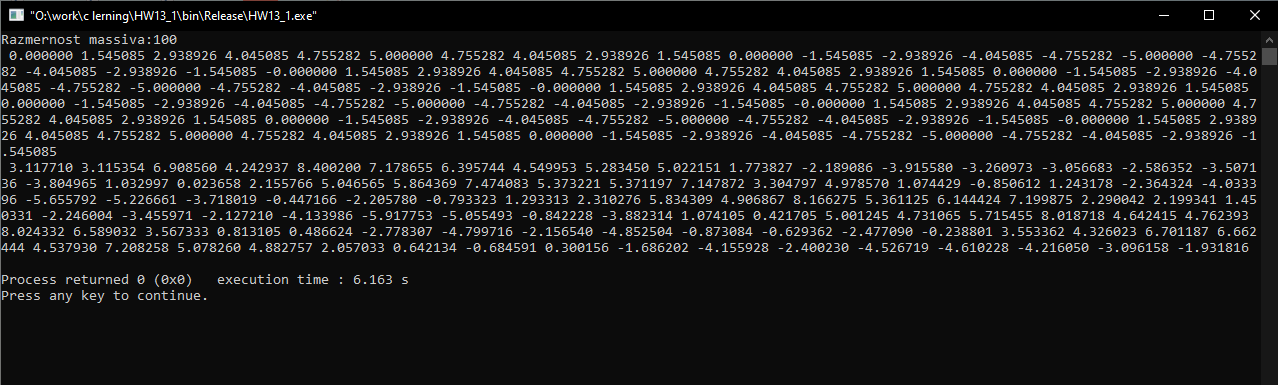 "O:\work\c lerning\HW13_1\bin\Release\HW13_1.exe"
Razmernost massiva:100
0.000000 1.545085 2.938926 4.045085 4.755282 5.000000 4.755282 4.045085 2.938926 1.545085 0.000000 -1.545085 -2.938926 -4.045085 -4.755282 -5.000000 -4.7552
82 -4.045085 -2.938926 -1.545085 -0.000000 1.545085 2.938926 4.045085 4.755282 5.000000 4.755282 4.045085 2.938926 1.545085 0.000000 -1.545085 -2.938926 -4.0
45085 -4.755282 -5.000000 -4.755282 -4.045085 -2.938926 -1.545085 -0.000000 1.545085 2.938926 4.045085 4.755282 5.000000 4.755282 4.045085 2.938926 1.545085
0.000000 -1.545085 -2.938926 -4.045085 -4.755282 -5.000000 -4.755282 -4.045085 -2.938926 -1.545085 -0.000000 1.545085 2.938926 4.045085 4.755282 5.000000 4.7
55282 4.045085 2.938926 1.545085 0.000000 -1.545085 -2.938926 -4.045085 -4.755282 -5.000000 -4.755282 -4.045085 -2.938926 -1.545085 -0.000000 1.545085 2.9389
26 4.045085 4.755282 5.000000 4.755282 4.045085 2.938926 1.545085 0.000000 -1.545085 -2.938926 -4.045085 -4.755282 -5.000000 -4.755282 -4.045085 -2.938926 -1
.545085
3.117710 3.115354 6.908560 4.242937 8.400200 7.178655 6.395744 4.549953 5.283450 5.022151 1.773827 -2.189086 -3.915580 -3.260973 -3.056683 -2.586352 -3.5071
36 -3.804965 1.032997 0.023658 2.155766 5.046565 5.864369 7.474083 5.373221 5.371197 7.147872 3.304797 4.978570 1.074429 -0.850612 1.243178 -2.364324 -4.0333
96 -5.655792 -5.226661 -3.718019 -0.447166 -2.205780 -0.793323 1.293313 2.310276 5.834309 4.906867 8.166275 5.361125 6.144424 7.199875 2.290042 2.199341 1.45
0331 -2.246004 -3.455971 -2.127210 -4.133986 -5.917753 -5.055493 -0.842228 -3.882314 1.074105 0.421705 5.001245 4.731065 5.715455 8.018718 4.642415 4.762393
8.024332 6.589032 3.567333 0.813105 0.486624 -2.778307 -4.799716 -2.156540 -4.852504 -0.873084 -0.629362 -2.477090 -0.238801 3.553362 4.326023 6.701187 6.662
444 4.537930 7.208258 5.078260 4.882757 2.057033 0.642134 -0.684591 0.300156 -1.686202 -4.155928 -2.400230 -4.526719 -4.610228 -4.216050 -3.096158 -1.931816
Process returned 0 (0x0)   execution time : 6.163 s
Press any key to continue.